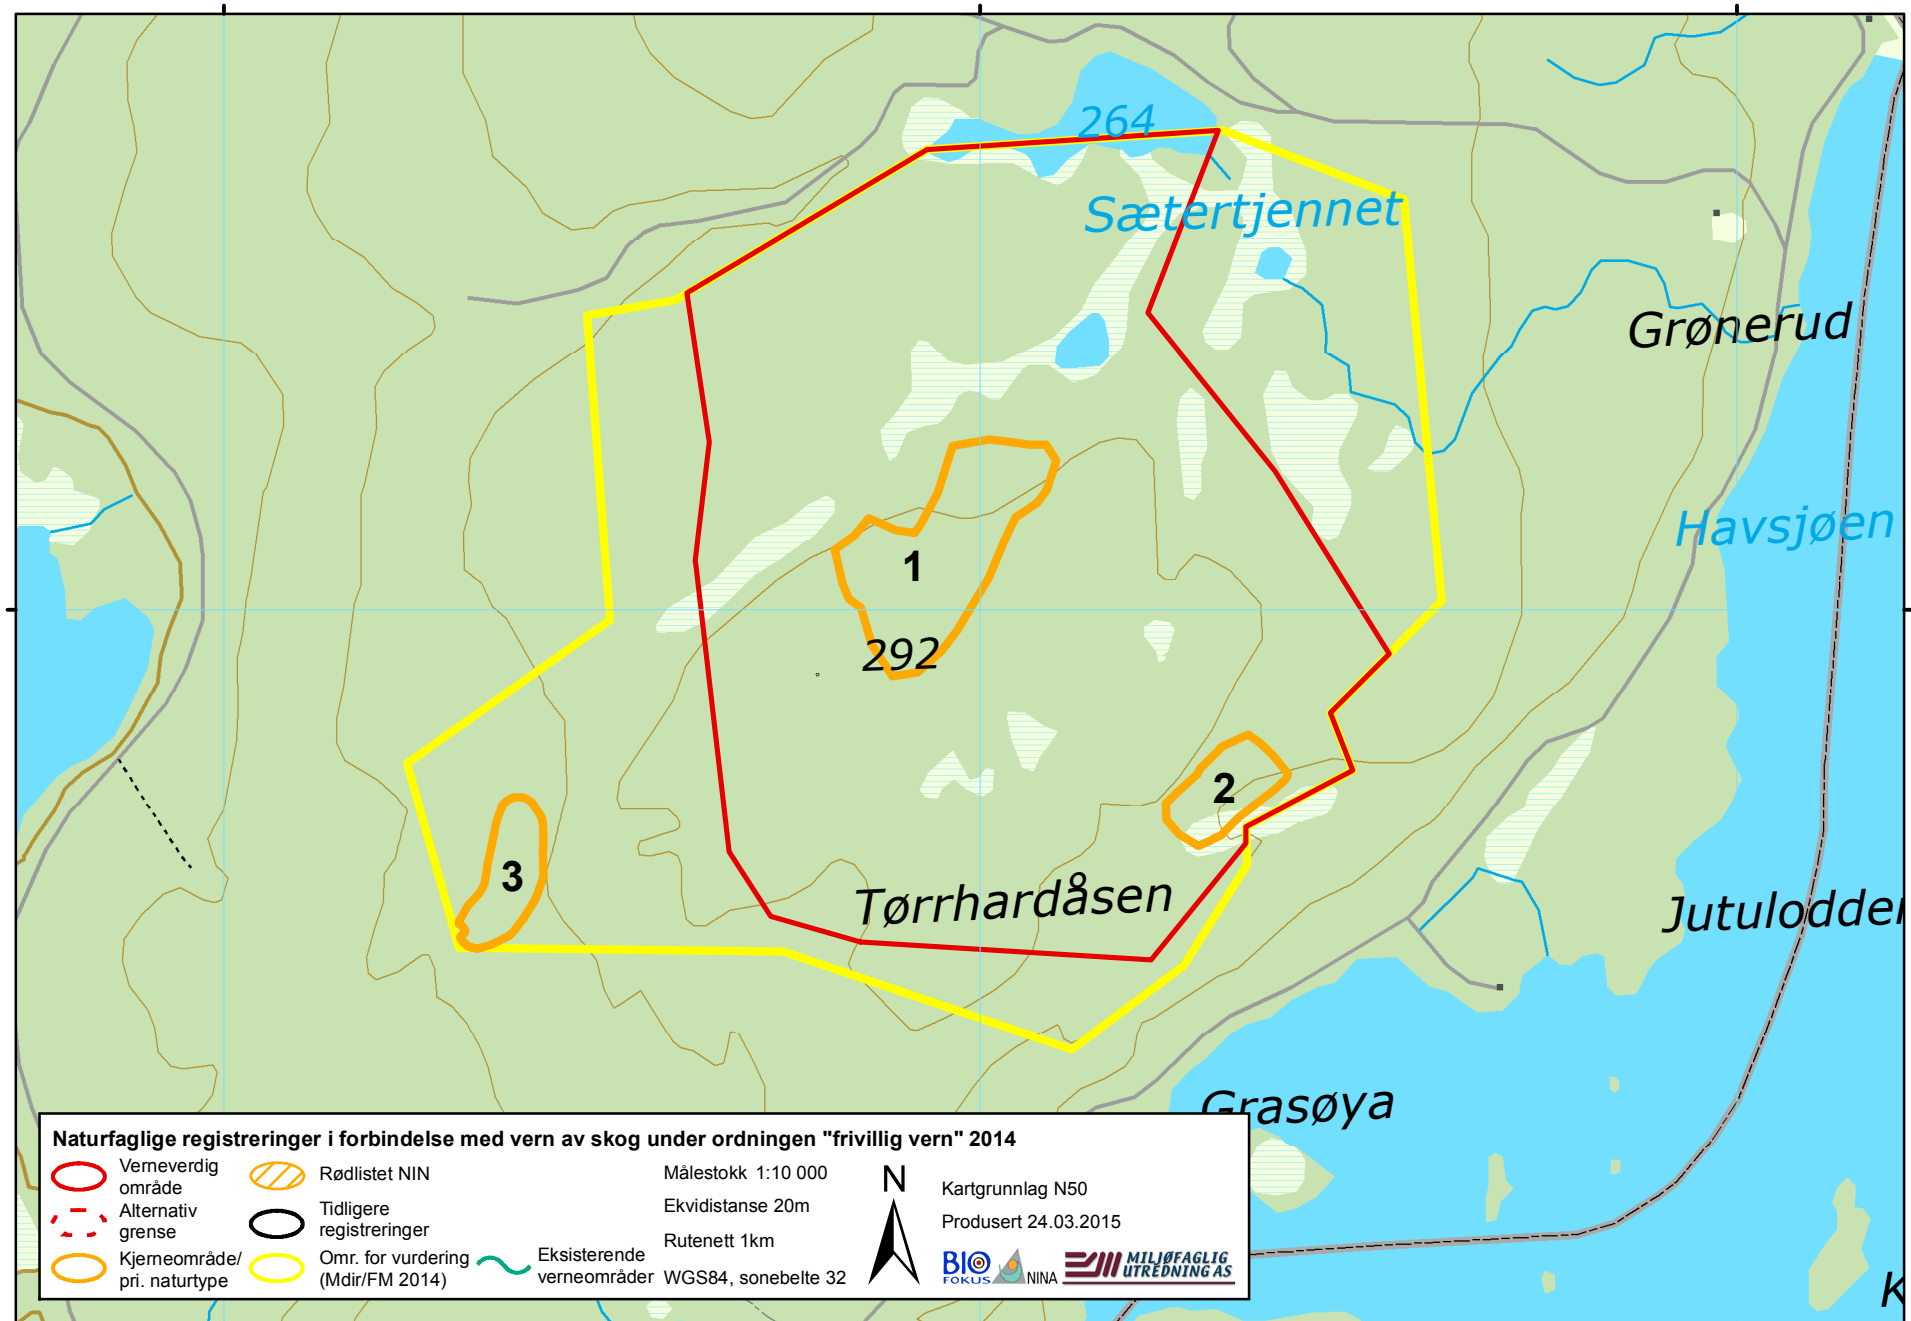 264
Sætertjennet
Grønerud
Havsjøen
1
292
2
3
Tørrhardåsen
Jutulodden
Grasøya
K
Naturfaglige registreringer i forbindelse med vern av skog under ordningen "frivillig vern" 2014
Verneverdig
område
Alternativ
grense
Kjerneområde/
pri. naturtype
Rødlistet NIN
Tidligere
registreringer
Omr. for vurdering
(Mdir/FM 2014)
Eksisterende
verneområder
Målestokk 1:10 000
Ekvidistanse 20m
Rutenett 1km
WGS84, sonebelte 32
N
Kartgrunnlag N50
Produsert 24.03.2015
BIO
FOKUS
NINA
MILJØFAGLIG
UTREDNING AS